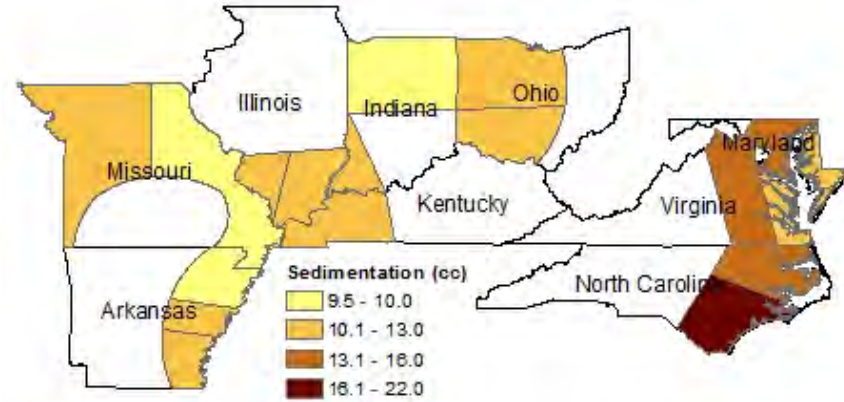 Illinois
Indiana
Ohio
Maryland
Missouri
Kentucky
Virginia
Sedimentation (cc)
North Carolina
9.5 - 10.0
Arkansas
10.1 - 13.0
13.1 - 16.0
16.1 - 22.0